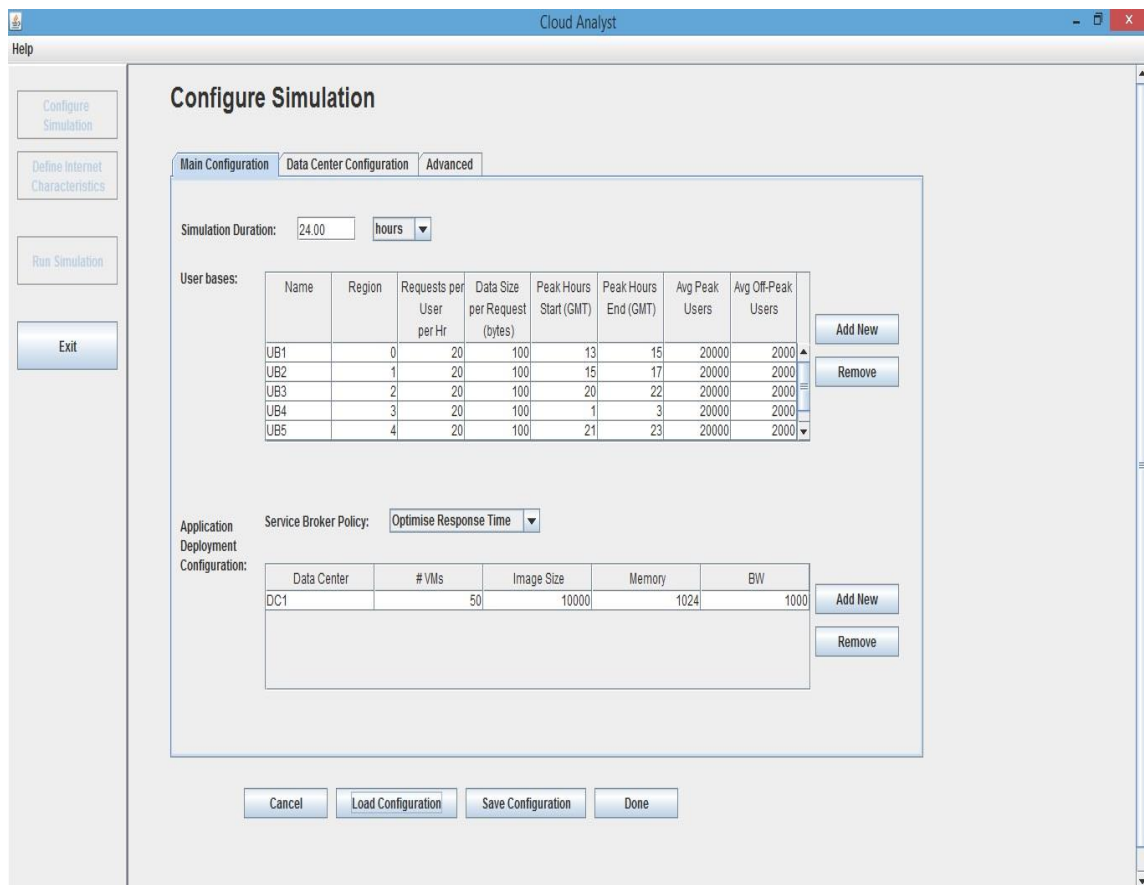 Cloud Analyst
Help
Configure
Simulation
Define Internet
Characteristics
Run Simulation
Exit
Configure Simulation
Main Configuration Data Center Configuration Advanced
Simulation Duration: 24.00 hours
User bases:
Name Region Requests per User per Hr Data Size per Request (bytes) Peak Hours Start (GMT) Peak Hours End (GMT) Avg Peak Users Avg Off-Peak Users
UB1 0 20 100 13 15 20000 2000
UB2 1 20 100 15 17 20000 2000
UB3 2 20 100 20 22 20000 2000
UB4 3 20 100 1 3 20000 2000
UB5 4 20 100 21 23 20000 2000
Add New
Remove
Application
Deployment
Configuration:
Service Broker Policy: Optimise Response Time
Data Center # VMs Image Size Memory BW
DC1 50 10000 1024 1000
Add New
Remove
Cancel Load Configuration Save Configuration Done